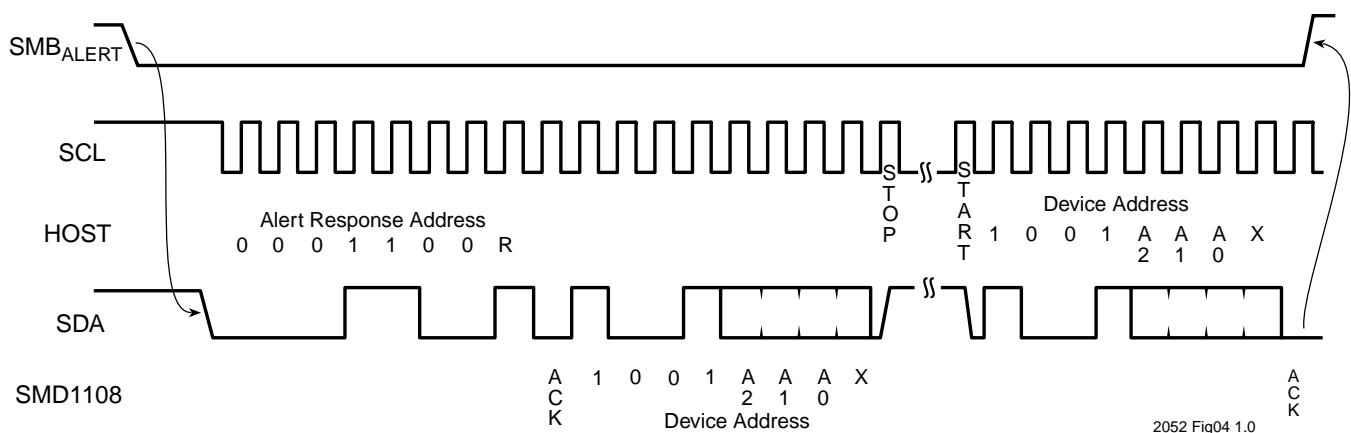 SMBALERT
SCL
HOST
Alert Response Address
0 0 0 1 1 0 0 R
STOP
START
Device Address
1 0 0 1 A2 A1 A0 X
SDA
SMD1108
ACK
1 0 0 1 A2 A1 A0 X
Device Address
ACK
2052 Fig04 1.0